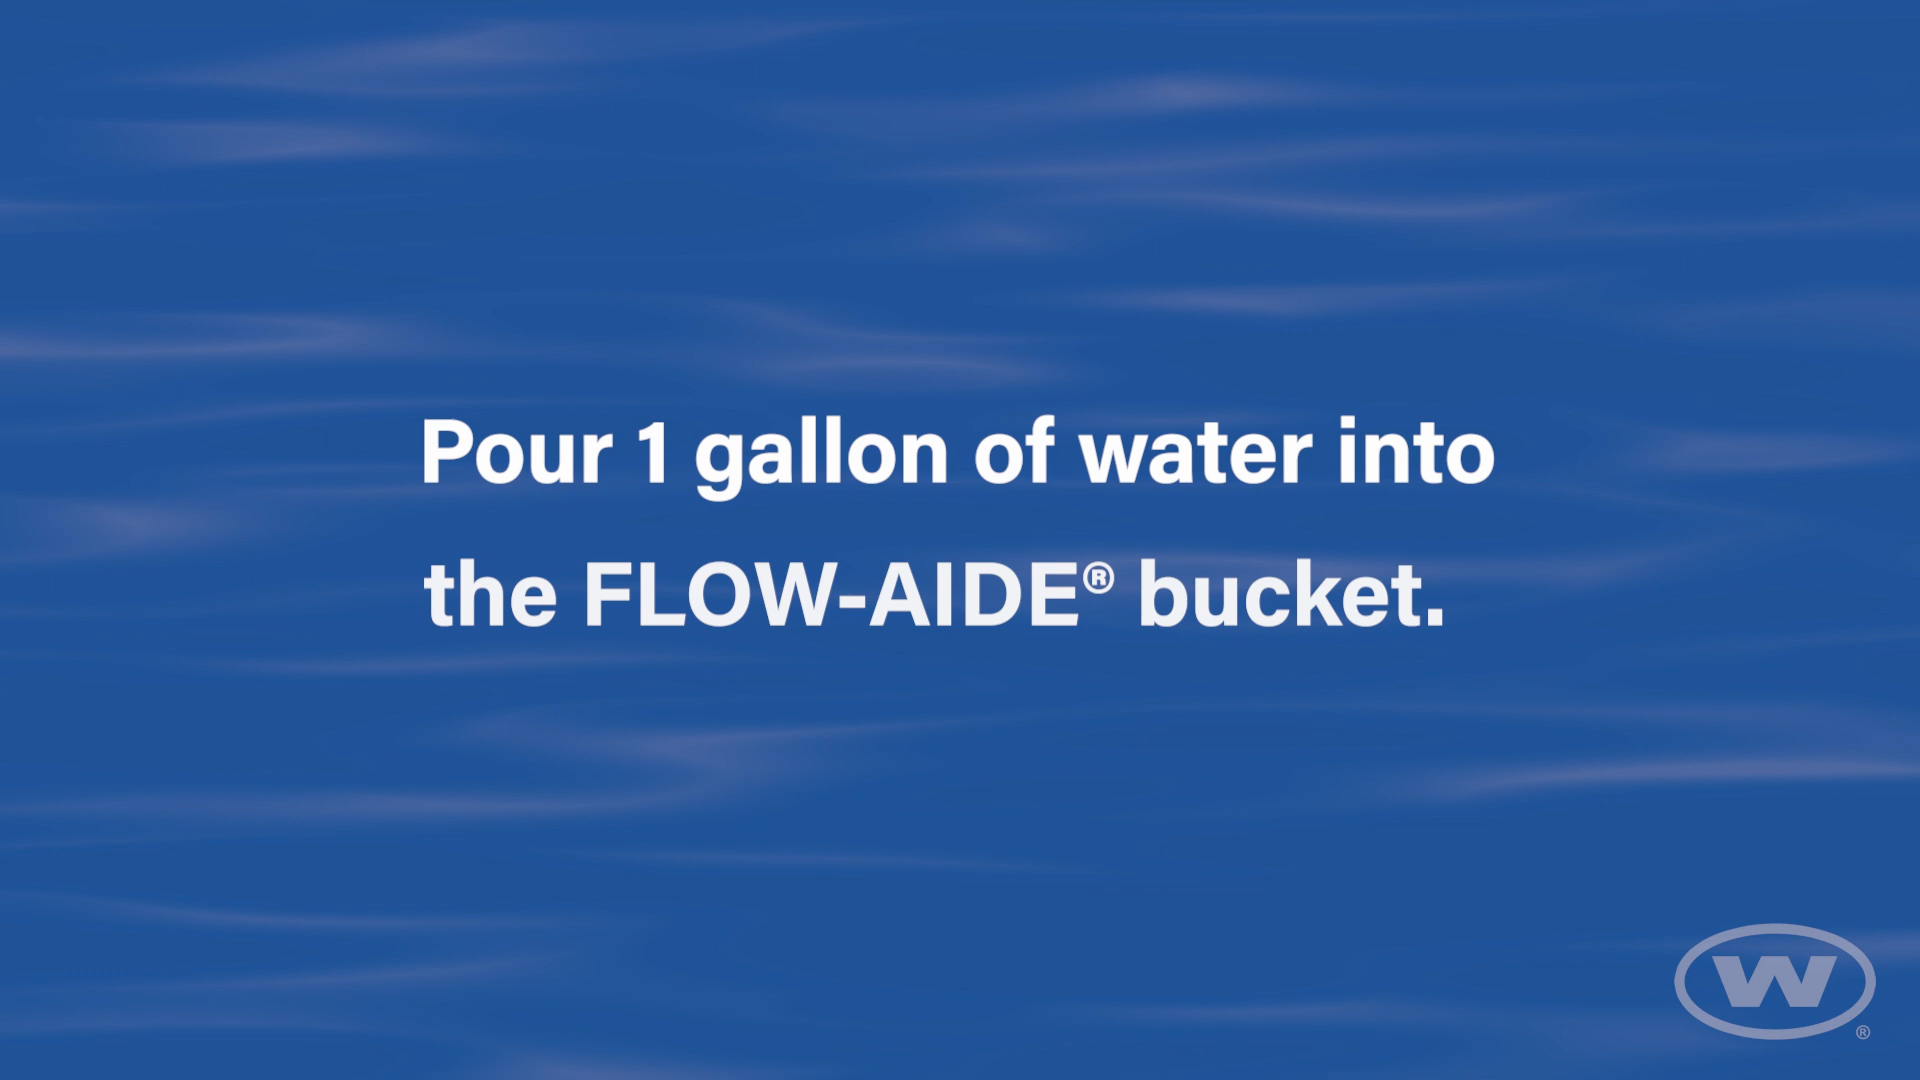 Pour 1 gallon of water into
the FLOW-AIDE® bucket.
W
®